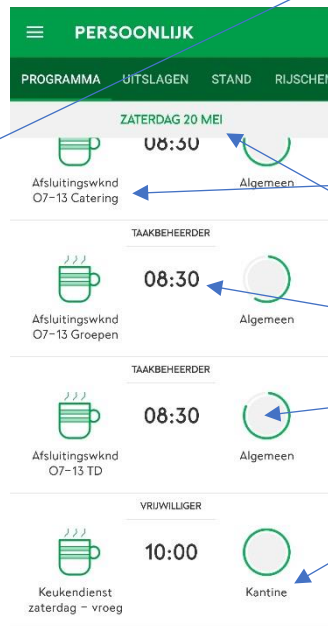 PERSOONLIJK
PROGRAMMA UITSLAGEN STAND RIJSCHEM
ZATERDAG 20 MEI
08:30
Afsluitingswknd
O7-13 Catering
Algemeen
TAAKBEHEERDER
08:30
Afsluitingswknd
O7-13 Groepen
Algemeen
TAAKBEHEERDER
08:30
Afsluitingswknd
O7-13 TD
Algemeen
VRIJWILLIGER
10:00
Keukendienst
zaterdag - vroeg
Kantine